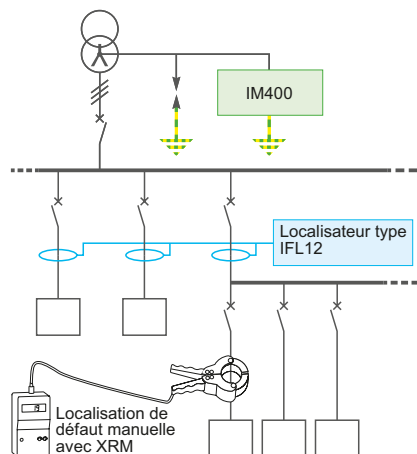 IM400
Localisateur type
IFL12
Localisation de
défaut manuelle
avec XRM